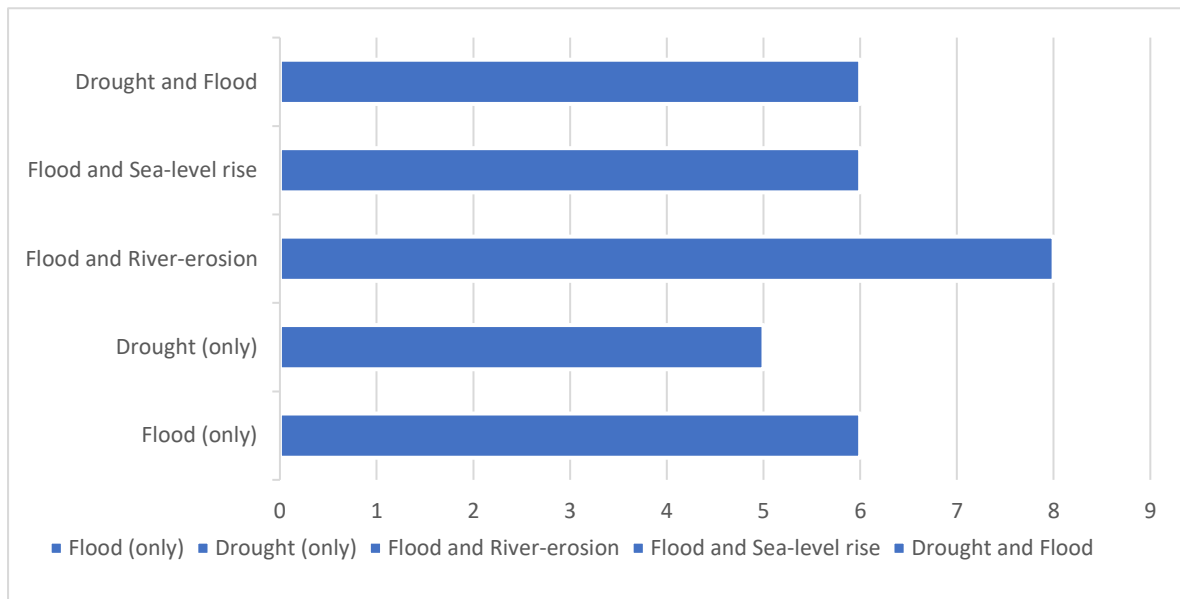 Drought and Flood
Flood and Sea-level rise
Flood and River-erosion
Drought (only)
Flood (only)
0 1 2 3 4 5 6 7 8 9
Flood (only) Drought (only) Flood and River-erosion Flood and Sea-level rise Drought and Flood